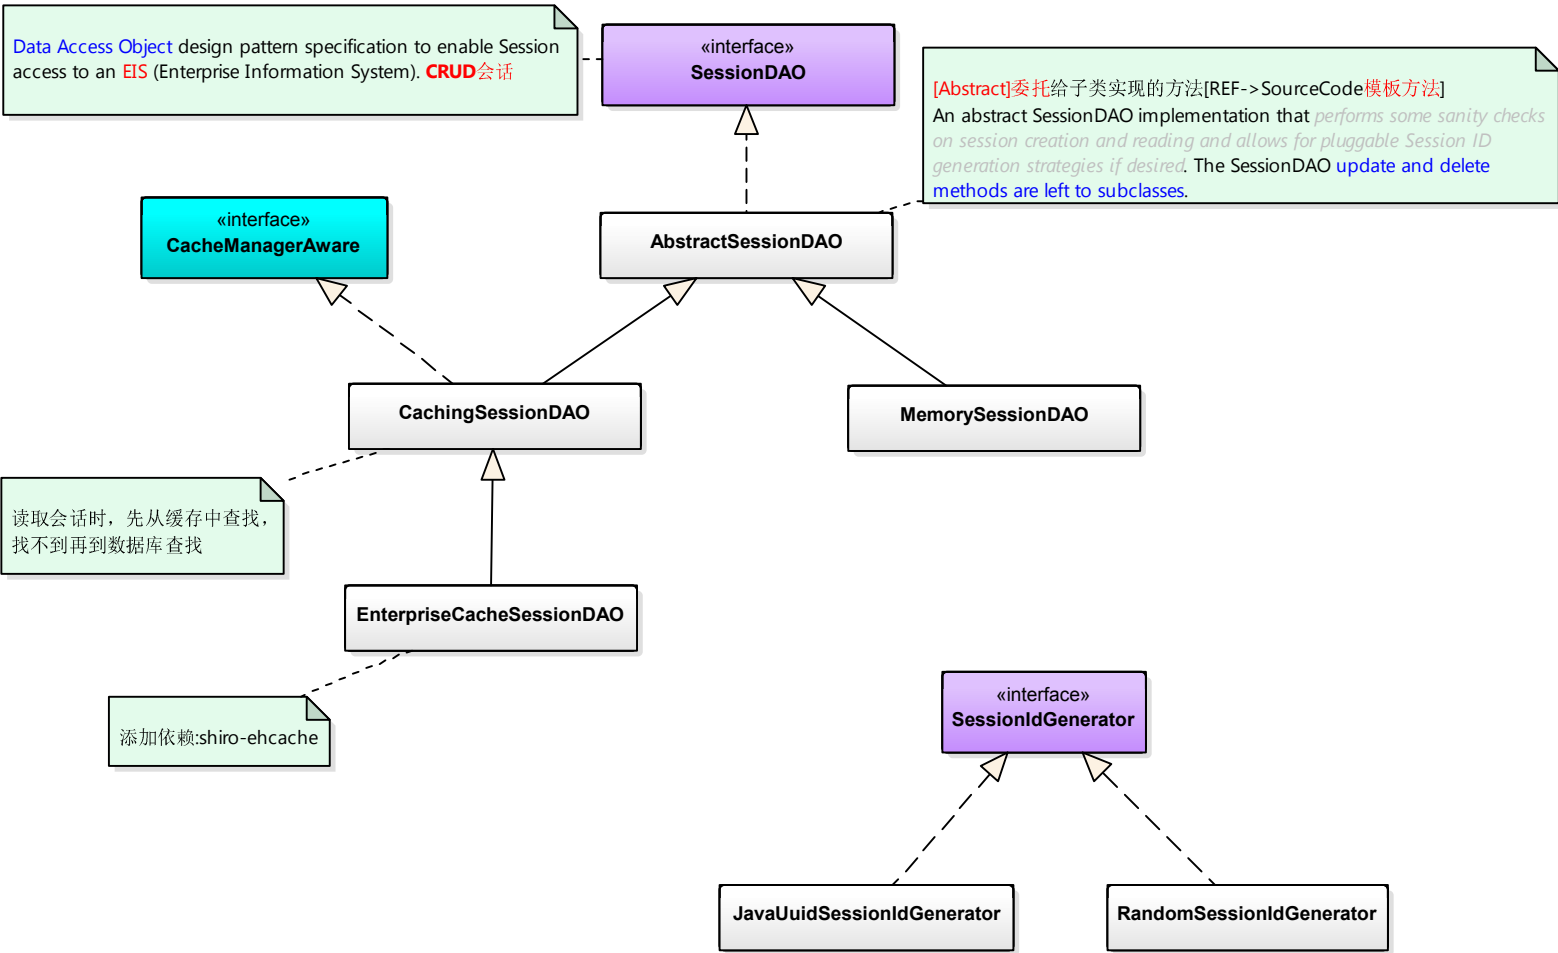 Data Access Object design pattern specification to enable Session
access to an EIS (Enterprise Information System). CRUD会话
«interface»
SessionDAO
[Abstract]委托给子类实现的方法[REF->SourceCode模板方法]
An abstract SessionDAO implementation that performs some sanity checks
on session creation and reading and allows for pluggable Session ID
generation strategies if desired. The SessionDAO update and delete
methods are left to subclasses.
«interface»
CacheManagerAware
AbstractSessionDAO
CachingSessionDAO
MemorySessionDAO
读取会话时，先从缓存中查找，
找不到再到数据库查找
EnterpriseCacheSessionDAO
添加依赖:shiro-ehcache
«interface»
SessionIdGenerator
JavaUuidSessionIdGenerator
RandomSessionIdGenerator